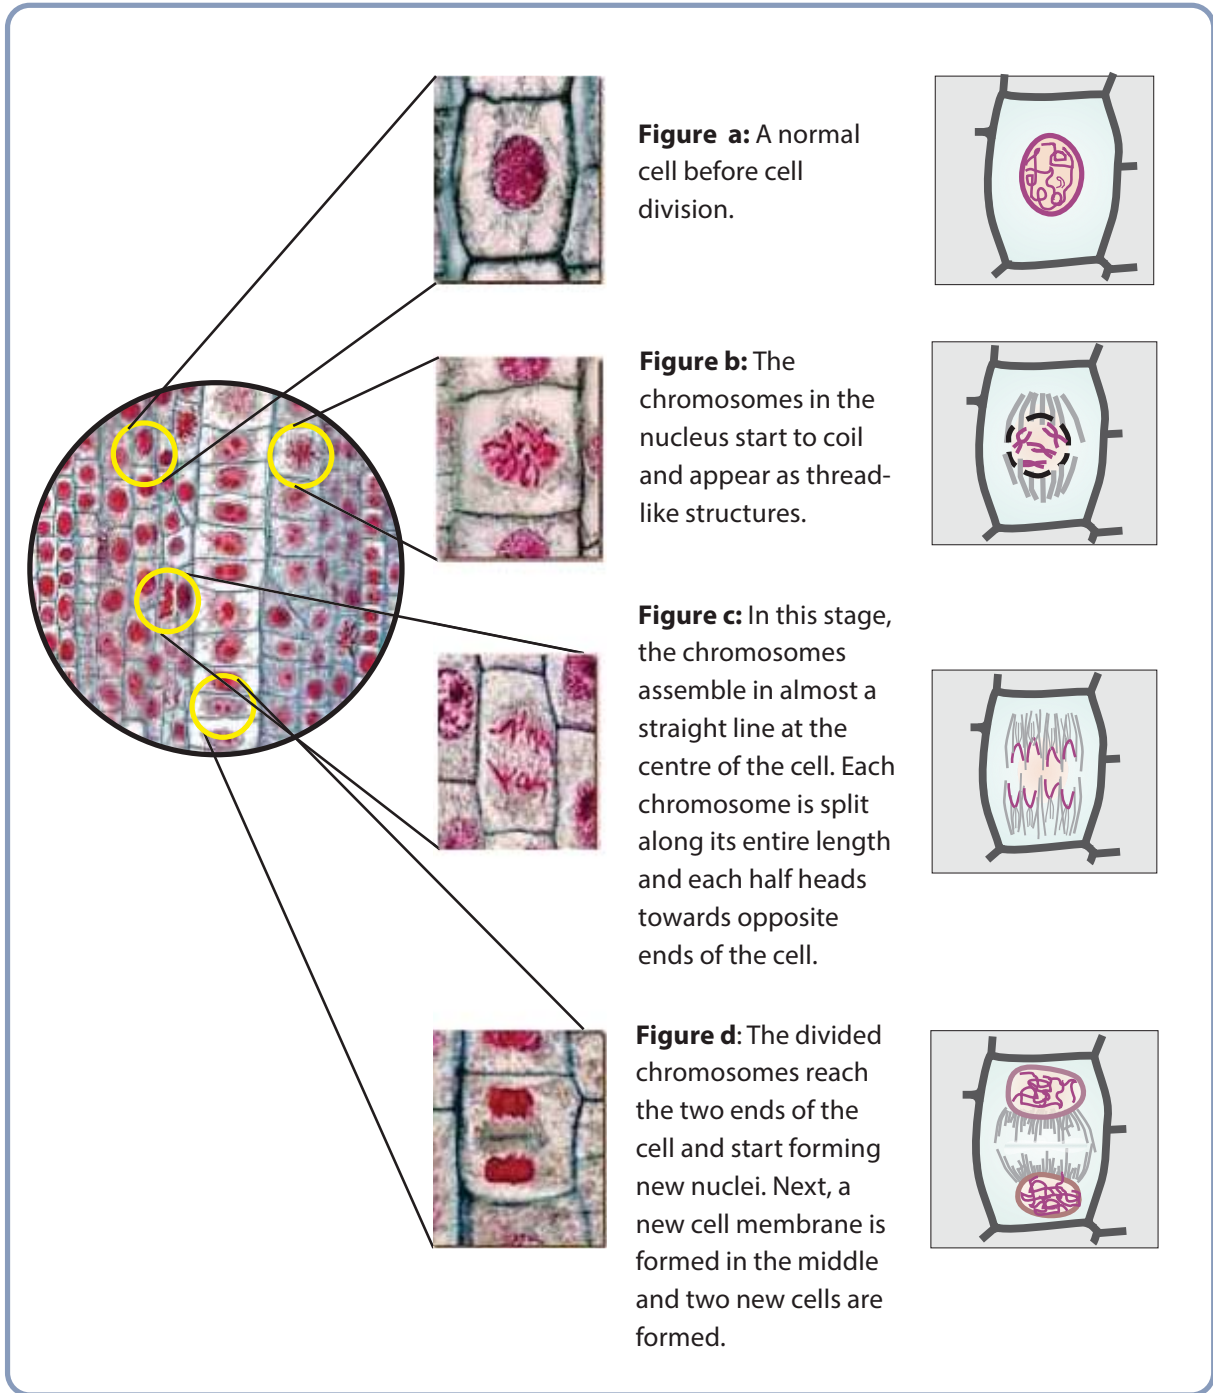 Figure a: A normal
cell before cell
division.
Figure b: The
chromosomes in the
nucleus start to coil
and appear as thread-
like structures.
Figure c: In this stage,
the chromosomes
assemble in almost a
straight line at the
centre of the cell. Each
chromosome is split
along its entire length
and each half heads
towards opposite
ends of the cell.
Figure d: The divided
chromosomes reach
the two ends of the
cell and start forming
new nuclei. Next, a
new cell membrane is
formed in the middle
and two new cells are
formed.